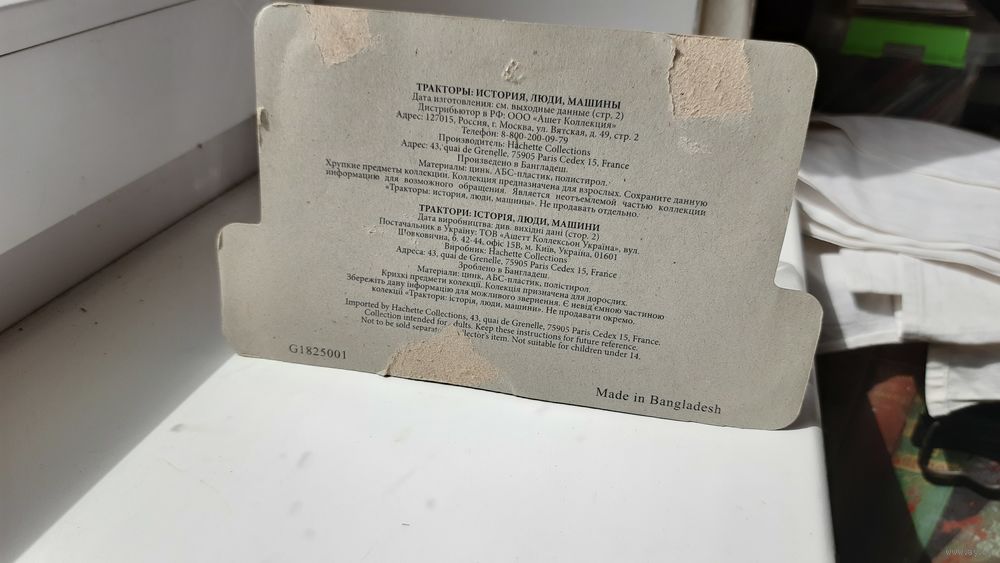 ТРАКТОРЫ: ИСТОРИЯ, ЛЮДИ, МАШИНЫ
Дата изготовления: см. выходные данные (стр. 2)
Дистрибьютор в РФ: ООО «Ашет Коллекция»
Адрес: 127015, Россия, г. Москва, ул. Вятская, д. 49, стр. 2
Телефон: 8-800-200-09-79
Производитель: Hachette Collections
Адрес: 43, quai de Grenelle, 75905 Paris Cedex 15, France
Произведено в Бангладеш.
Материалы: цинк, АБС-пластик, полистирол.
Хрупкие предметы коллекции. Коллекция предназначена для взрослых. Сохраните данную
информацию для возможного обращения. Является неотъемлемой частью коллекции
«Тракторы: история, люди, машины». Не продавать отдельно.
ТРАКТОРИ: ІСТОРІЯ, ЛЮДИ, МАШИНИ
Дата виробництва: див. вихідні дані (стор. 2)
Постачальник в Україну: ТОВ «Ашетт Коллексьон Україна», вул.
Шовковична, б. 42-44, офіс 15В, м. Київ, Україна, 01601
Виробник: Hachette Collections
Адреса: 43, quai de Grenelle, 75905 Paris Cedex 15, France
Зроблено в Бангладеш.
Матеріали: цинк, АБС-пластик, полістирол.
Крихкі предмети колекції. Колекція призначена для дорослих.
Збережіть дану інформацію для можливого звернення. Є невід'ємною частиною
колекції «Трактори: історія, люди, машини». Не продавати окремо.
Imported by Hachette Collections, 43, quai de Grenelle, 75905 Paris Cedex 15, France.
Collection intended for dults. Keep these instructions for future reference.
Not to be sold separat llector's item. Not suitable for children under 14.
G1825001
Made in Bangladesh